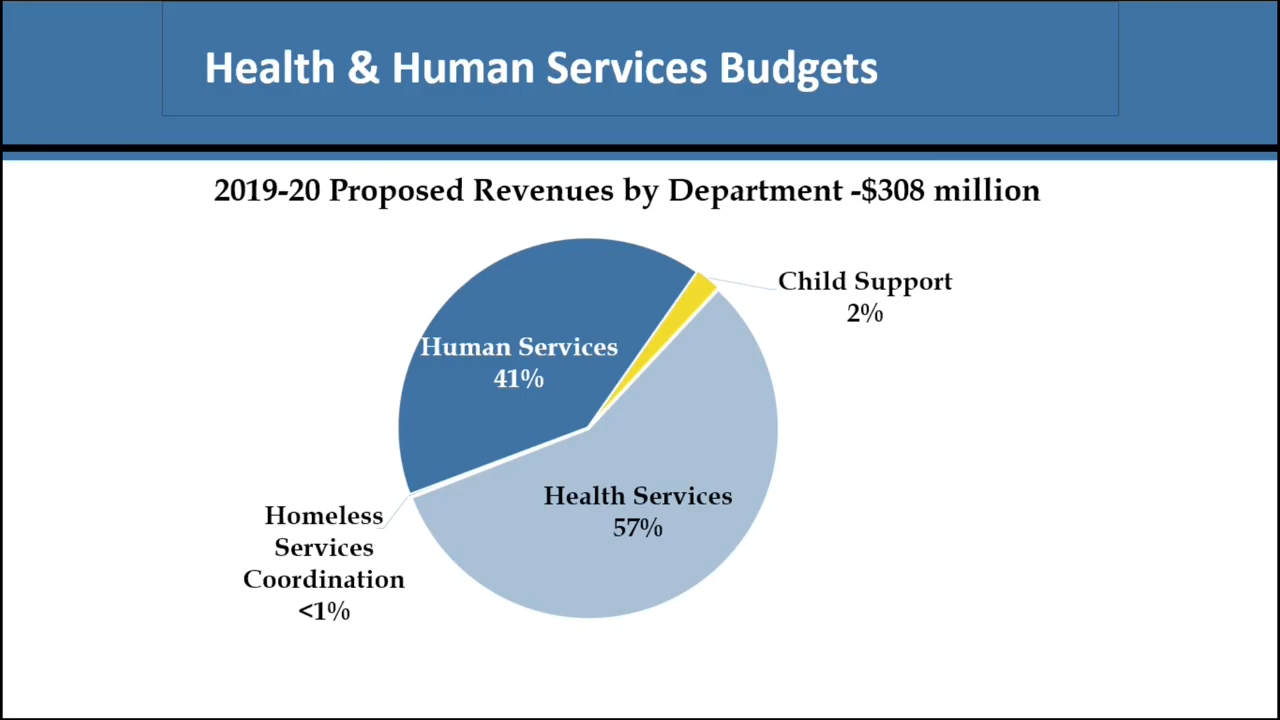 Health & Human Services Budgets
2019-20 Proposed Revenues by Department -$308 million
Child Support
2%
Human Services
41%
Health Services
57%
Homeless
Services
Coordination
<1%